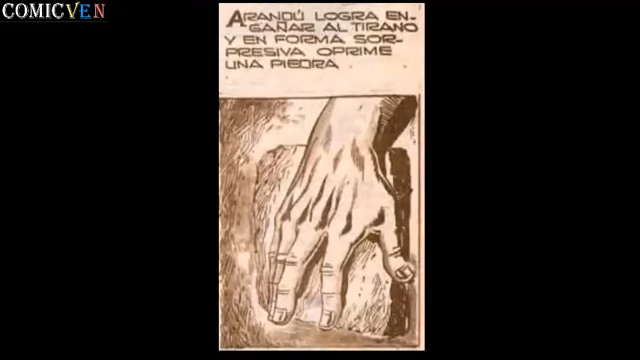 COMICVEN
ARANDÚ LOGRA EN-
GAÑAR AL TIRANO
Y EN FORMA SOR-
PRESIVA OPRIME
UNA PIEDRA